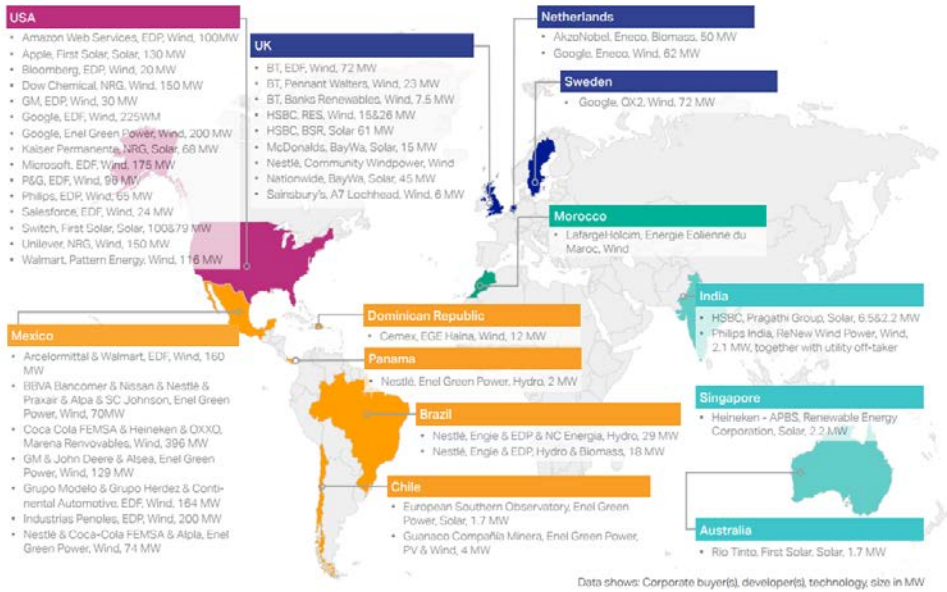 USA
• Amazon Web Services, EDP, Wind, 100MW
• Apple, First Solar, Solar, 130 MW
• Bloomberg, EDP, Wind, 20 MW
• Dow Chemical, NRG, Wind, 150 MW
• GM, EDP, Wind, 30 MW
• Google, EDF, Wind, 225WM
• Google, Enel Green Power, Wind, 200 MW
• Kaiser Permanente, NRG, Solar, 68 MW
• Microsoft, EDF, Wind, 175 MW
• P&G, EDF, Wind, 96 MW
• Philips, EDP, Wind, 65 MW
• Salesforce, EDF, Wind, 24 MW
• Switch, First Solar, Solar, 100&79 MW
• Unilever, NRG, Wind, 150 MW
• Walmart, Pattern Energy, Wind, 116 MW
UK
• BT, EDF, Wind, 72 MW
• BT, Pennant Walters, Wind, 23 MW
• BT, Banks Renewables, Wind, 7.5 MW
• HSBC, RES, Wind, 15&26 MW
• HSBC, BSR, Solar 61 MW
• McDonalds, BayWa, Solar, 15 MW
• Nestlé, Community Windpower, Wind
• Nationwide, BayWa, Solar, 45 MW
• Sainsbury's, A7 Lochhead, Wind, 6 MW
Netherlands
• AkzoNobel, Eneco, Biomass, 50 MW
• Google, Eneco, Wind, 62 MW
Sweden
• Google, OX2, Wind, 72 MW
Morocco
• LafargeHolcim, Energie Eolienne du
Maroc, Wind
India
• HSBC, Pragathi Group, Solar, 6.5&2.2 MW
• Philips India, ReNew Wind Power, Wind,
2.1 MW, together with utility off-taker
Mexico
• Arcelormittal & Walmart, EDF, Wind, 160
MW
• BBVA Bancomer & Nissan & Nestlé &
Praxair & Alpa & SC Johnson, Enel Green
Power, Wind, 70MW
• Coca Cola FEMSA & Heineken & OXXO,
Marena Renvovables, Wind, 396 MW
• GM & John Deere & Alsea, Enel Green
Power, Wind, 129 MW
• Grupo Modelo & Grupo Herdez & Conti-
nental Automotive, EDF, Wind, 164 MW
• Industrias Penoles, EDP, Wind, 200 MW
• Nestlé & Coca-Cola FEMSA & Alpla, Enel
Green Power, Wind, 74 MW
Dominican Republic
• Cemex, EGE Haina, Wind, 12 MW
Panama
• Nestlé, Enel Green Power, Hydro, 2 MW
Brazil
• Nestlé, Engie & EDP & NC Energia, Hydro, 29 MW
• Nestlé, Engie & EDP, Hydro & Biomass, 18 MW
Chile
• European Southern Observatory, Enel Green
Power, Solar, 1.7 MW
• Guanaco Compañia Minera, Enel Green Power,
PV & Wind, 4 MW
Singapore
• Heineken - APBS, Renewable Energy
Corporation, Solar, 2.2 MW
Australia
• Rio Tinto, First Solar, Solar, 1.7 MW
Data shows: Corporate buyer(s), developer(s), technology, size in MW